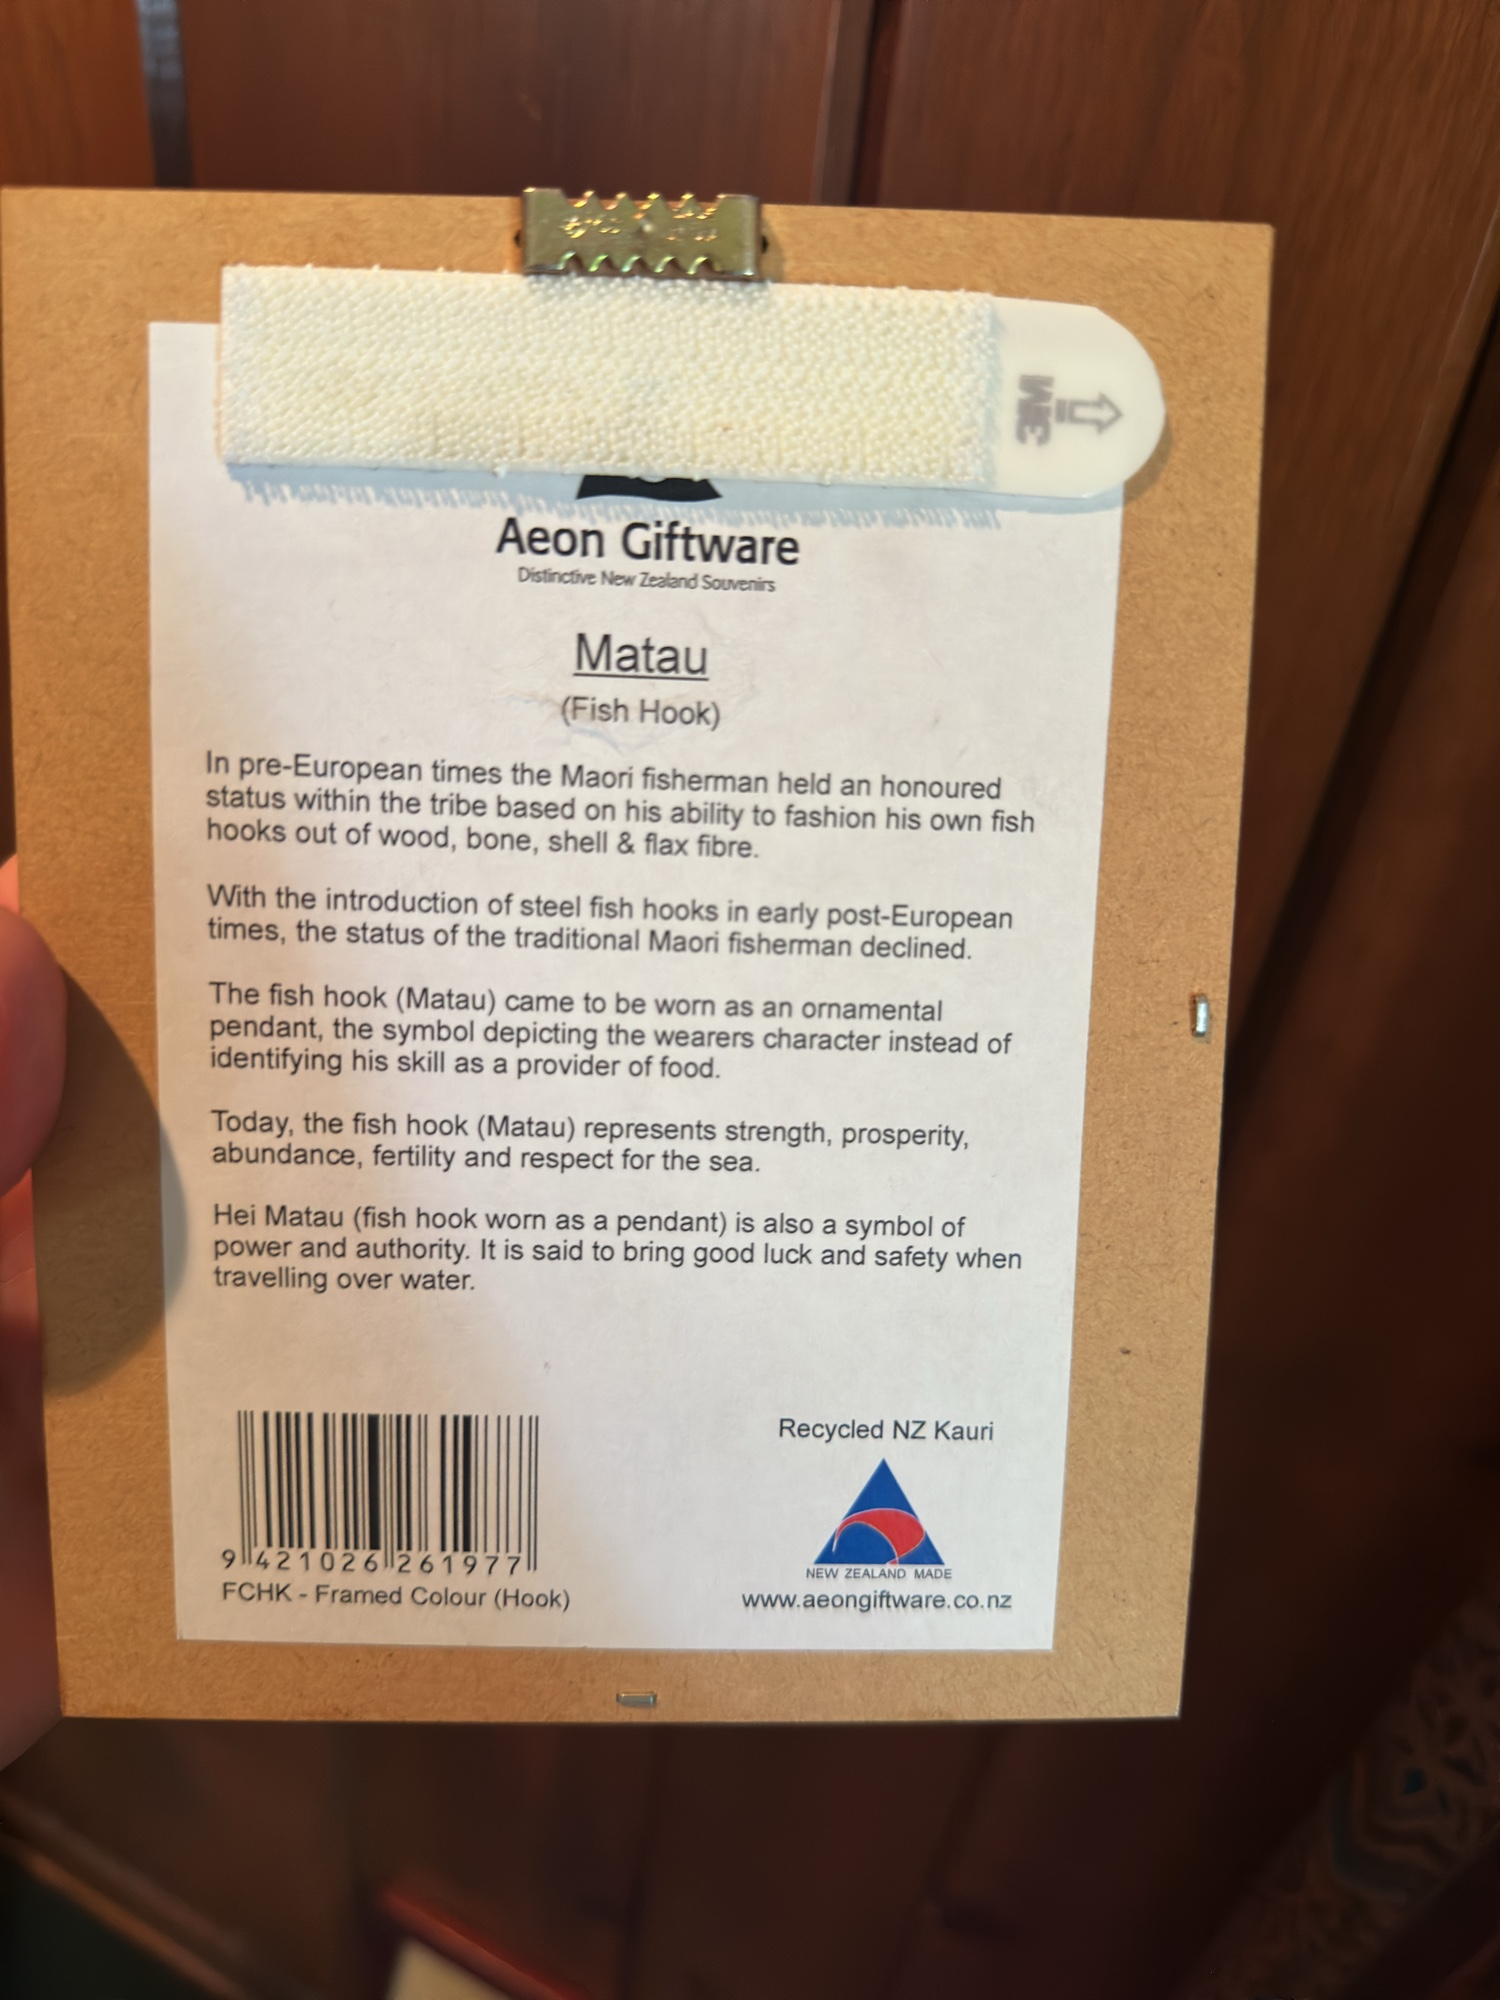 3M
Aeon Giftware
Distinctive New Zealand Souvenirs
Matau
(Fish Hook)
In pre-European times the Maori fisherman held an honoured
status within the tribe based on his ability to fashion his own fish
hooks out of wood, bone, shell & flax fibre.
With the introduction of steel fish hooks in early post-European
times, the status of the traditional Maori fisherman declined.
The fish hook (Matau) came to be worn as an ornamental
pendant, the symbol depicting the wearers character instead of
identifying his skill as a provider of food.
Today, the fish hook (Matau) represents strength, prosperity,
abundance, fertility and respect for the sea.
Hei Matau (fish hook worn as a pendant) is also a symbol of
power and authority. It is said to bring good luck and safety when
travelling over water.
9 421026 261977
FCHK - Framed Colour (Hook)
Recycled NZ Kauri
NEW ZEALAND MADE
www.aeongiftware.co.nz